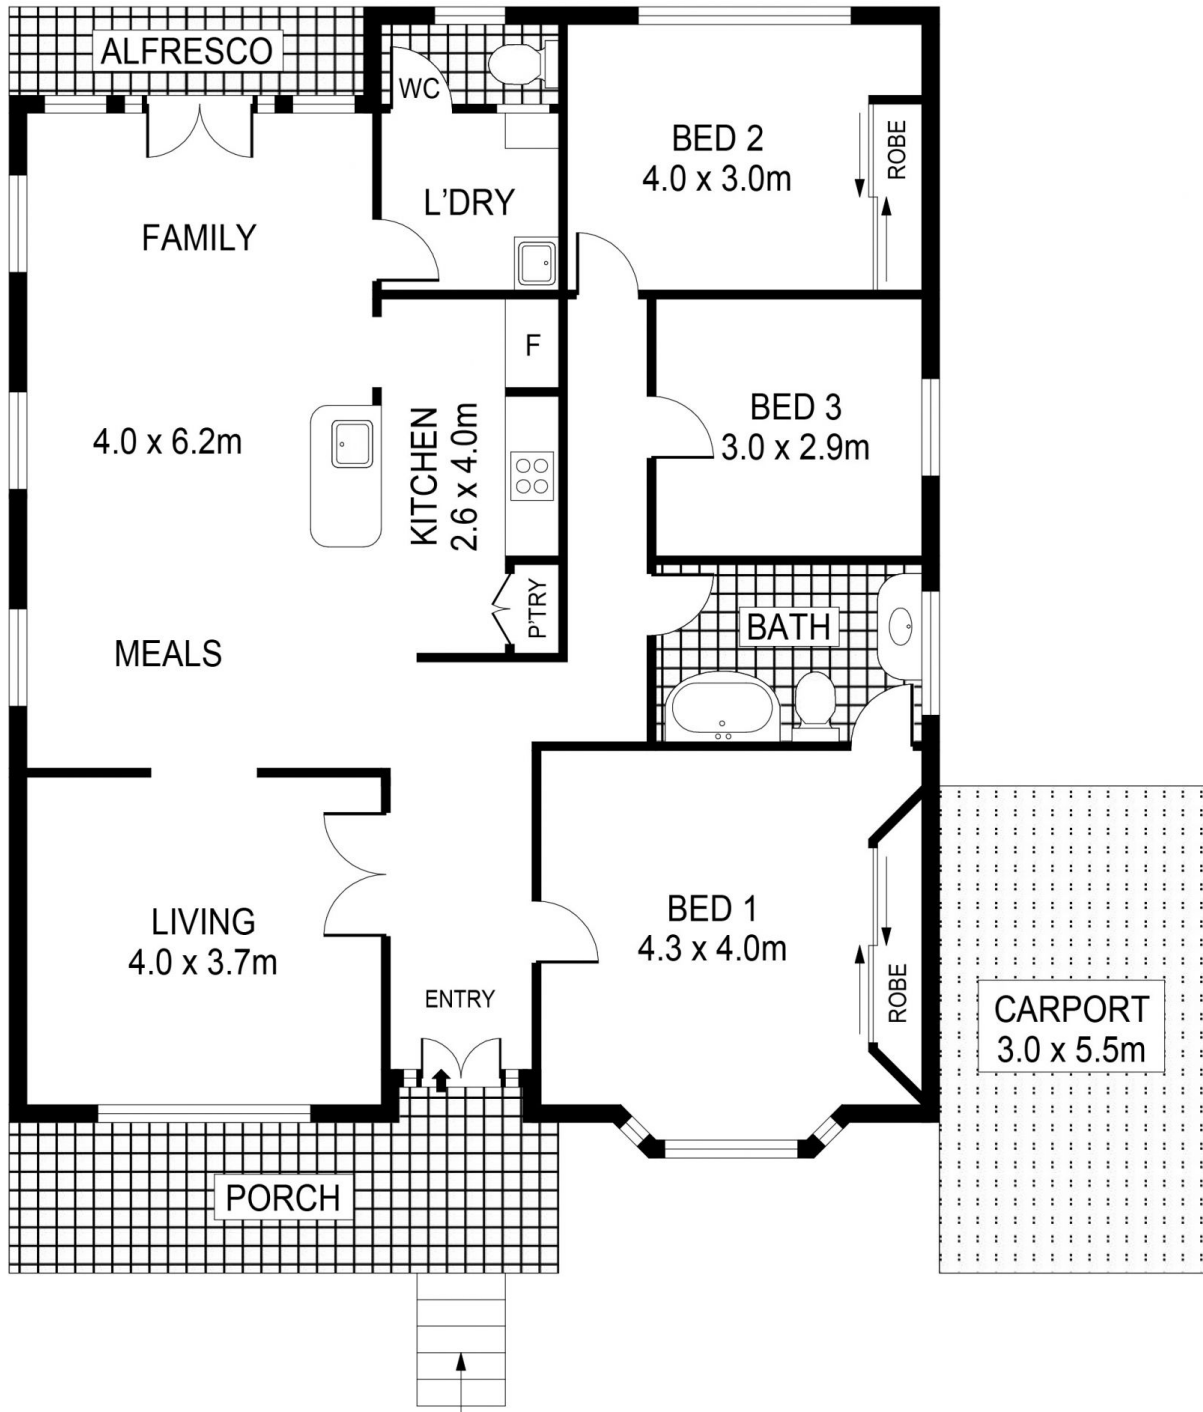 ALFRESCO
WC
BED 2
4.0 x 3.0m
ROBE
L'DRY
FAMILY
F
BED 3
3.0 x 2.9m
4.0 x 6.2m
KITCHEN
2.6 x 4.0m
P'TRY
BATH
MEALS
LIVING
4.0 x 3.7m
BED 1
4.3 x 4.0m
ROBE
ENTRY
CARPORT
3.0 x 5.5m
PORCH